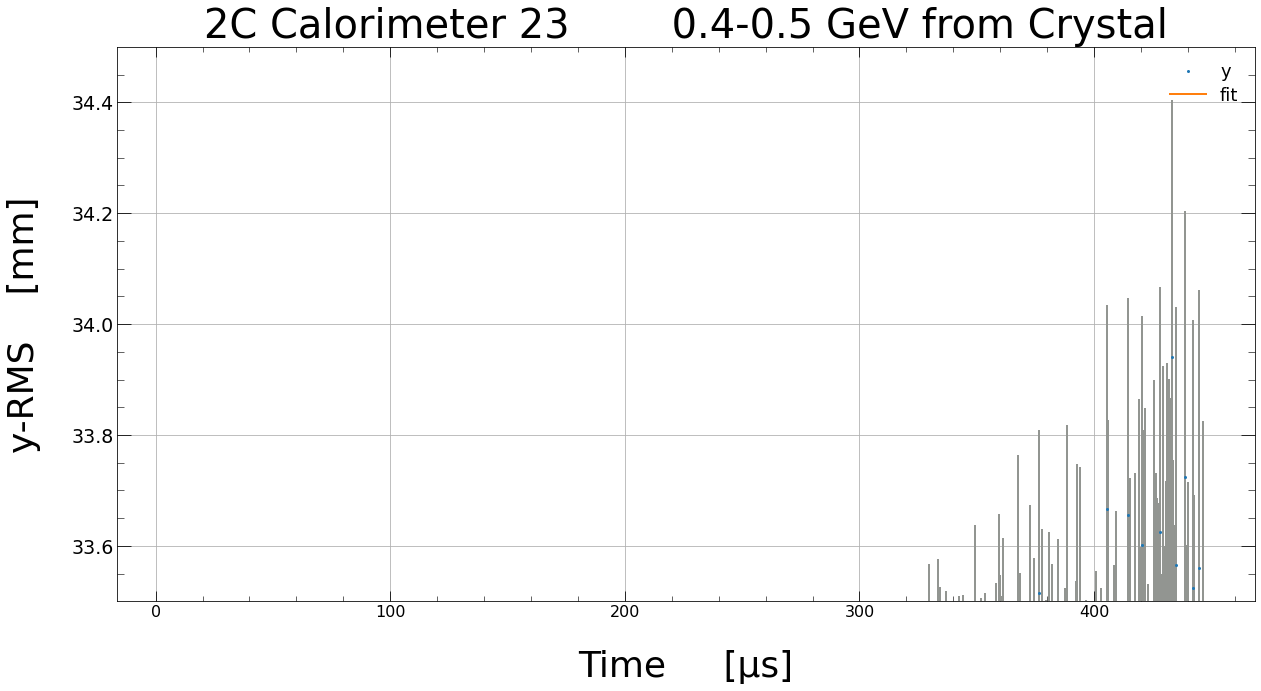 2C Calorimeter 23 0.4-0.5 GeV from Crystal
y
fit
34.4
34.2
34.0
33.8
33.6
y-RMS [mm]
0 100 200 300 400
Time [µs]